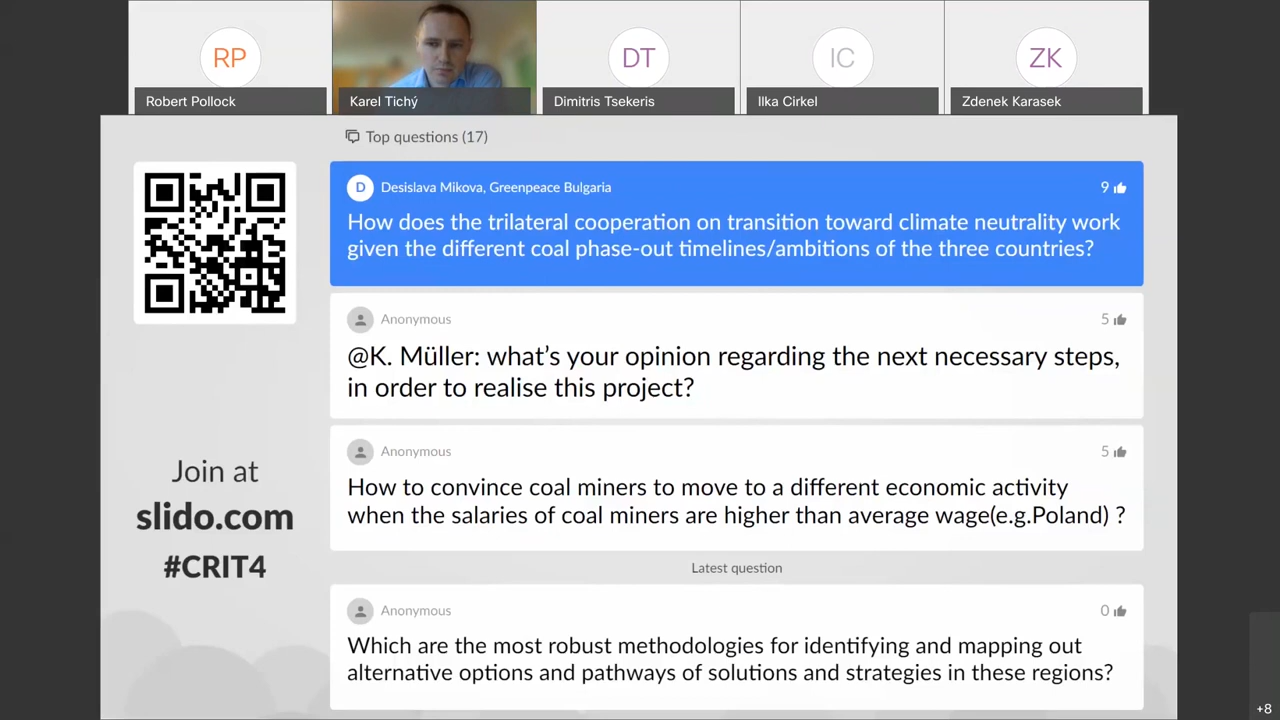 RP
DT
IC
ZK
Robert Pollock
Karel Tichý
Dimitris Tsekeris
Ilka Cirkel
Zdenek Karasek
Top questions (17)
D
Desislava Mikova, Greenpeace Bulgaria
9
How does the trilateral cooperation on transition toward climate neutrality work
given the different coal phase-out timelines/ambitions of the three countries?
Anonymous
5
@K. Müller: what's your opinion regarding the next necessary steps,
in order to realise this project?
Anonymous
5
How to convince coal miners to move to a different economic activity
when the salaries of coal miners are higher than average wage(e.g.Poland) ?
Join at
slido.com
#CRIT4
Latest question
Anonymous
0
Which are the most robust methodologies for identifying and mapping out
alternative options and pathways of solutions and strategies in these regions?
+8